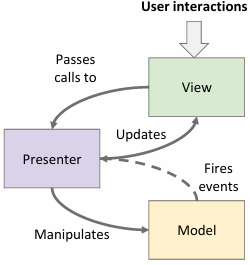 User interactions
Passes
calls to
View
Updates
Presenter
Fires
events
Manipulates
Model